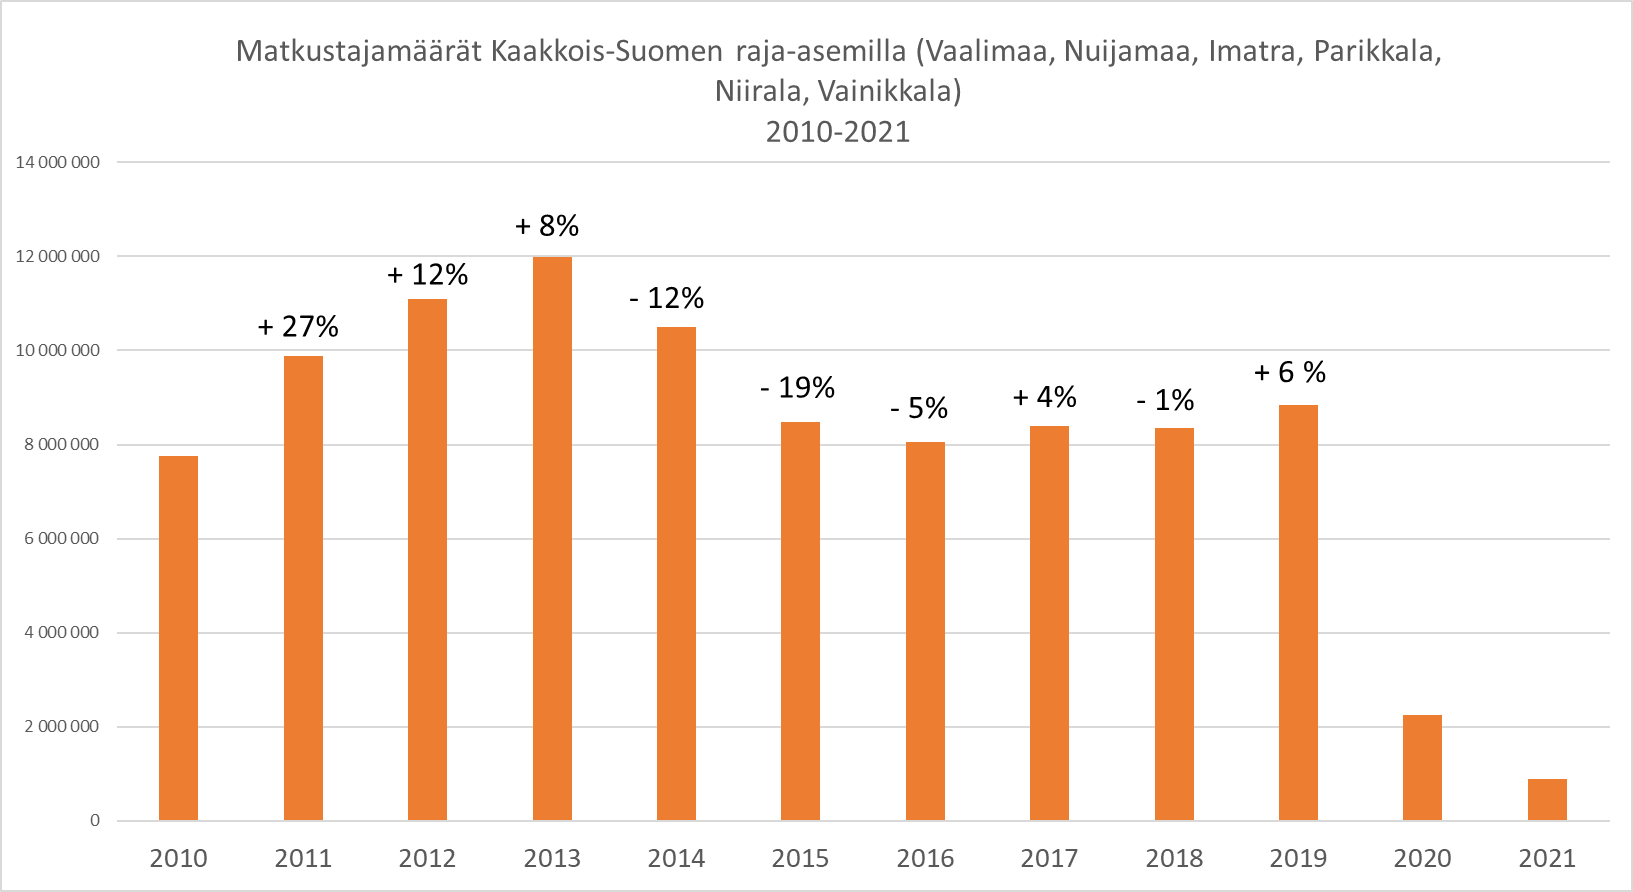 Matkustajamäärät Kaakkois-Suomen raja-asemilla (Vaalimaa, Nuijamaa, Imatra, Parikkala,
Niirala, Vainikkala)
2010-2021
14 000 000
12 000 000
10 000 000
8 000 000
6 000 000
4 000 000
2 000 000
0
+ 27%
+ 12%
+ 8%
- 12%
- 19%
- 5%
+ 4%
- 1%
+ 6 %
2010 2011 2012 2013 2014 2015 2016 2017 2018 2019 2020 2021